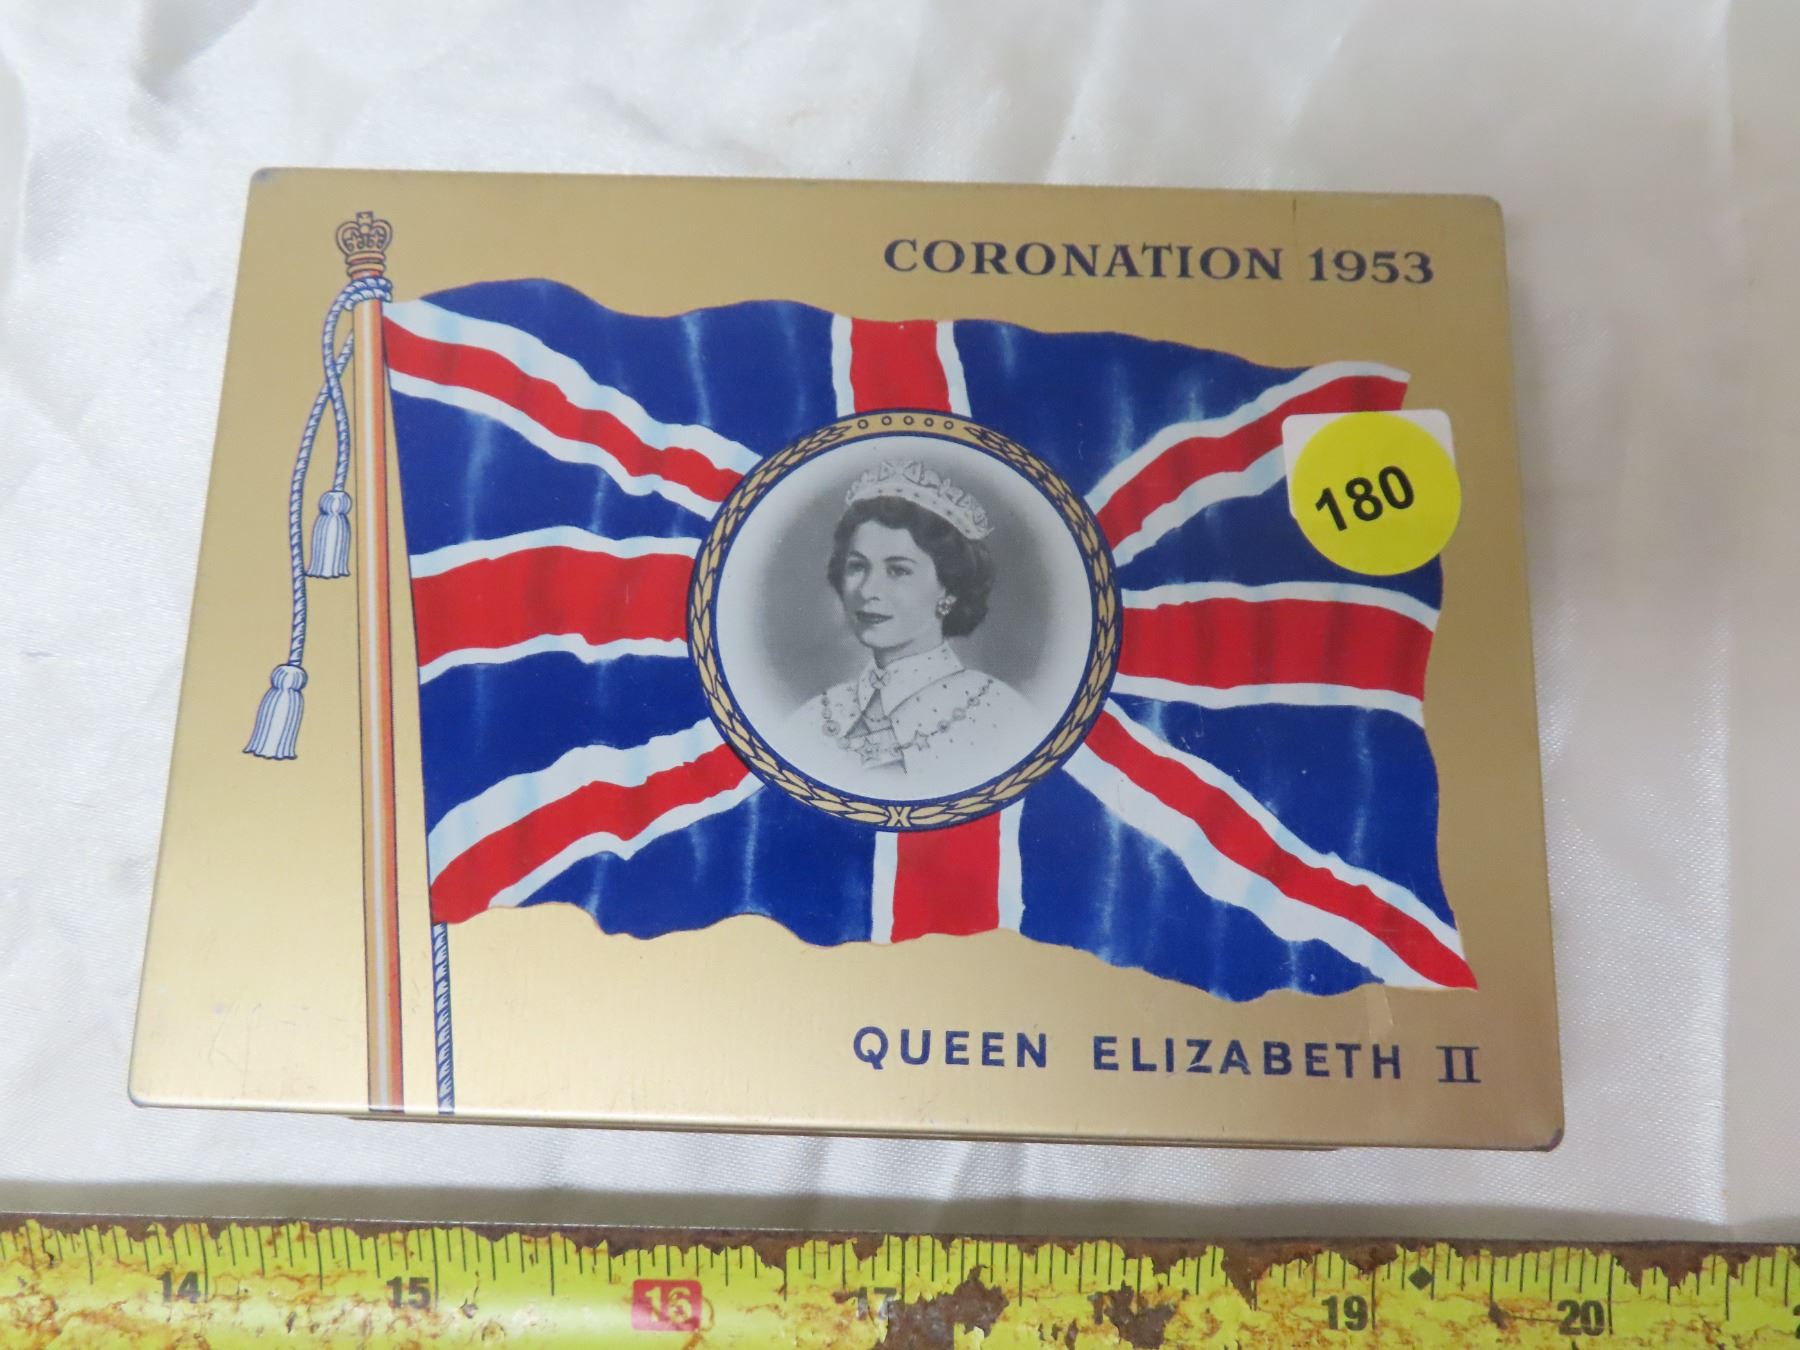 CORONATION 1953
180
QUEEN ELIZABETH II
14 15 16 17 19 20